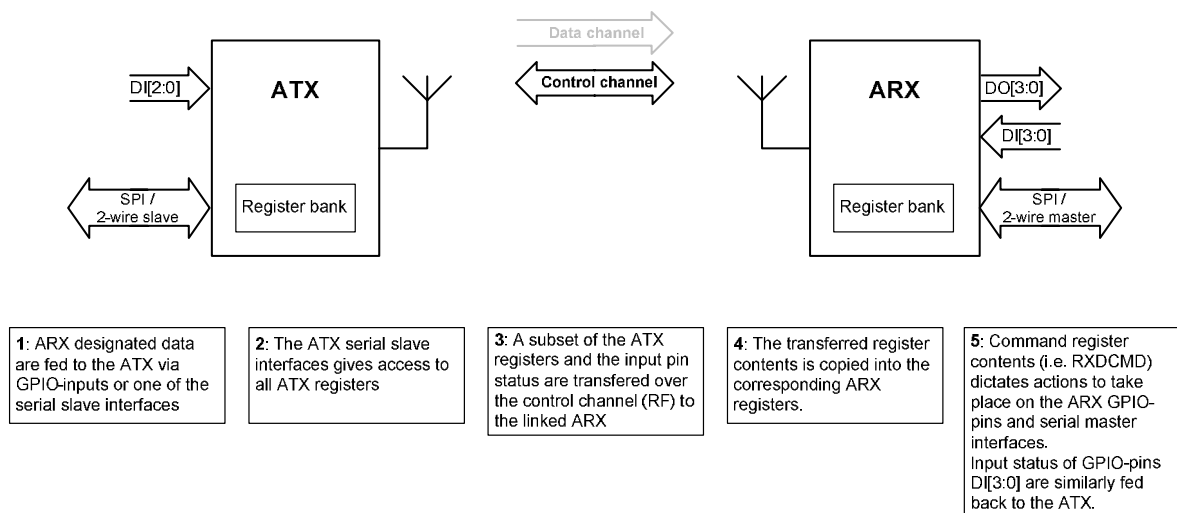 Data channel
Control channel
DI[2:0]
ATX
SPI /
2-wire slave
Register bank
ARX
DO[3:0]
DI[3:0]
Register bank
SPI /
2-wire master
1: ARX designated data
are fed to the ATX via
GPIO-inputs or one of the
serial slave interfaces
2: The ATX serial slave
interfaces gives access to
all ATX registers
3: A subset of the ATX
registers and the input pin
status are transfered over
the control channel (RF) to
the linked ARX
4: The transferred register
contents is copied into the
corresponding ARX
registers.
5: Command register
contents (i.e. RXDCMD)
dictates actions to take
place on the ARX GPIO-
pins and serial master
interfaces.
Input status of GPIO-pins
DI[3:0] are similarly fed
back to the ATX.